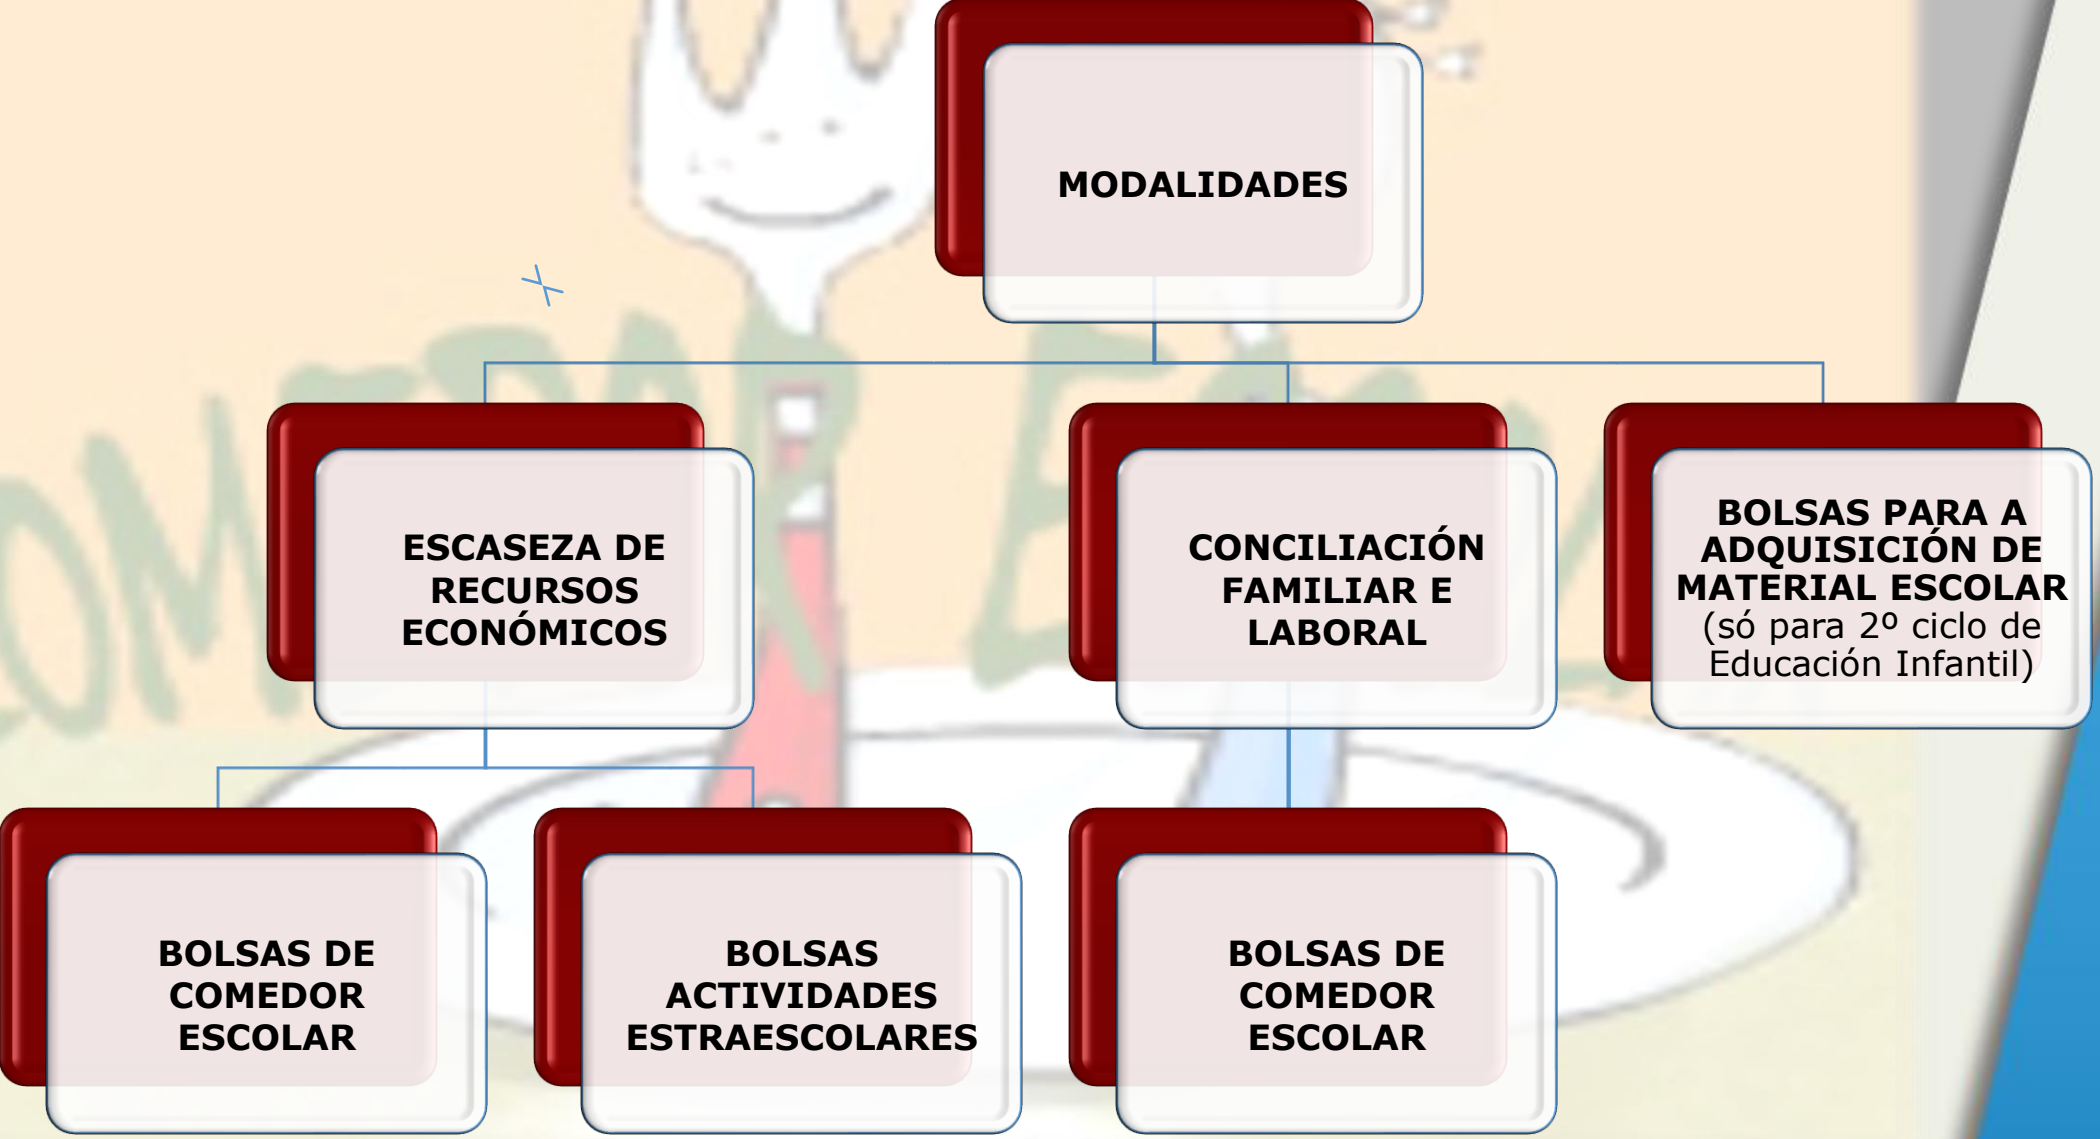 MODALIDADES
ESCASEZA DE
RECURSOS
ECONÓMICOS
CONCILIACIÓN
FAMILIAR E
LABORAL
BOLSAS PARA A
ADQUISICIÓN DE
MATERIAL ESCOLAR
(só para 2º ciclo de
Educación Infantil)
BOLSAS DE
COMEDOR
ESCOLAR
BOLSAS
ACTIVIDADES
ESTRAESCOLARES
BOLSAS DE
COMEDOR
ESCOLAR